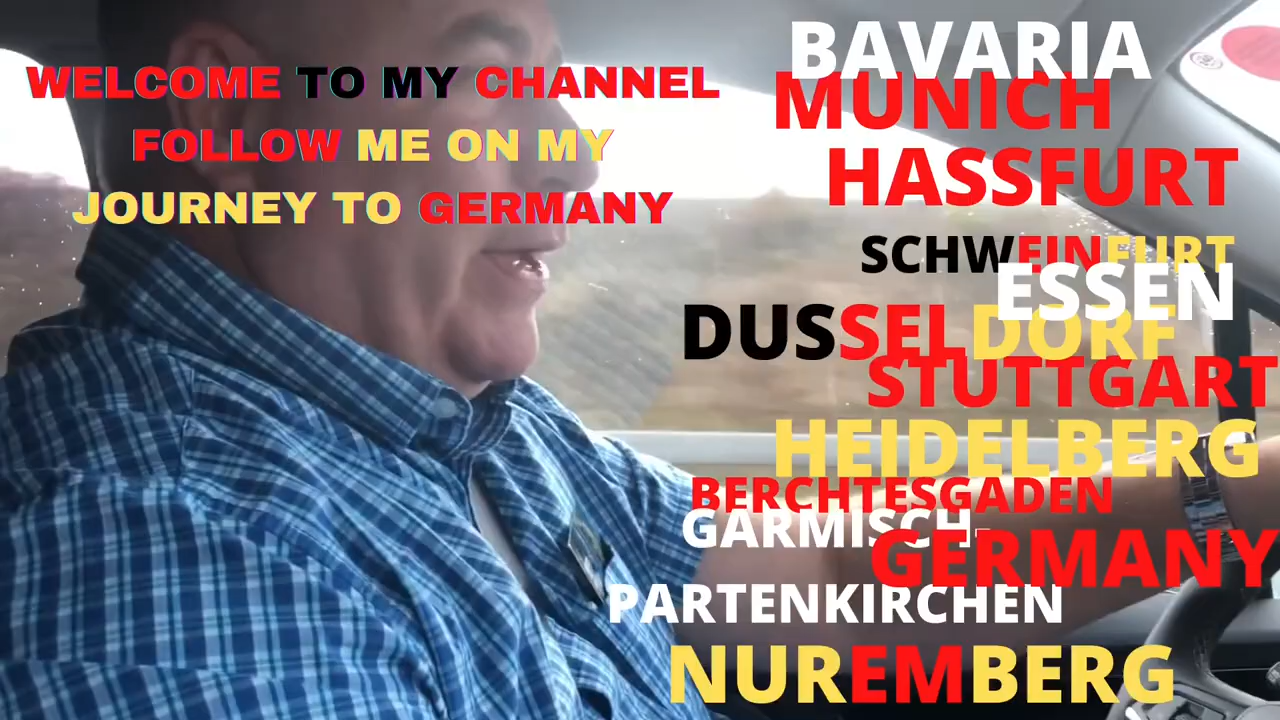 WELCOME TO MY CHANNEL
FOLLOW ME ON MY
JOURNEY TO GERMANY
BAVARIA
MUNICH
HASSFURT
SCHWEINFURT
ESSEN
DUSSELDORF
STUTTGART
HEIDELBERG
BERCHTESGADEN
GARMISCH-
GERMANY
PARTENKIRCHEN
NUREMBERG